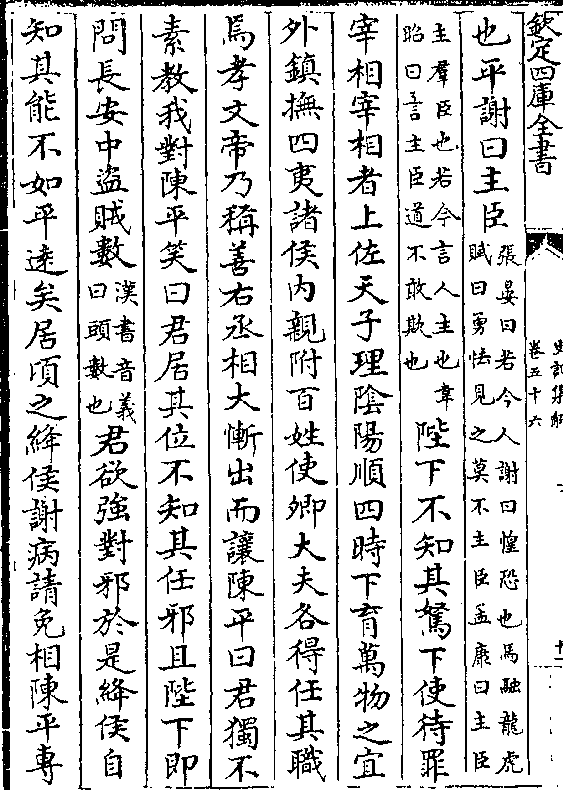 欽定四庫全書
史記集解
卷五十六
十二
也平謝曰主臣張晏曰若今人謝曰惶恐也馬融龍虎
賦曰勇怯見之莫不主臣孟康曰主臣
主羣臣也若今言人主也韋
昭曰言主臣道不敢欺也
陛下不知其駑下使待罪
宰相宰相者上佐天子理陰陽順四時下育萬物之宜
外鎮撫四夷諸侯内親附百姓使卿大夫各得任其職
焉孝文帝乃稱善右丞相大慚出而讓陳平曰君獨不
素教我對陳平笑曰君居其位不知其任邪且陛下即
問長安中盜賊數漢書音義
曰頭數也
君欲強對邪於是絳侯自
知其能不如平逺矣居頃之絳侯謝病請免相陳平專